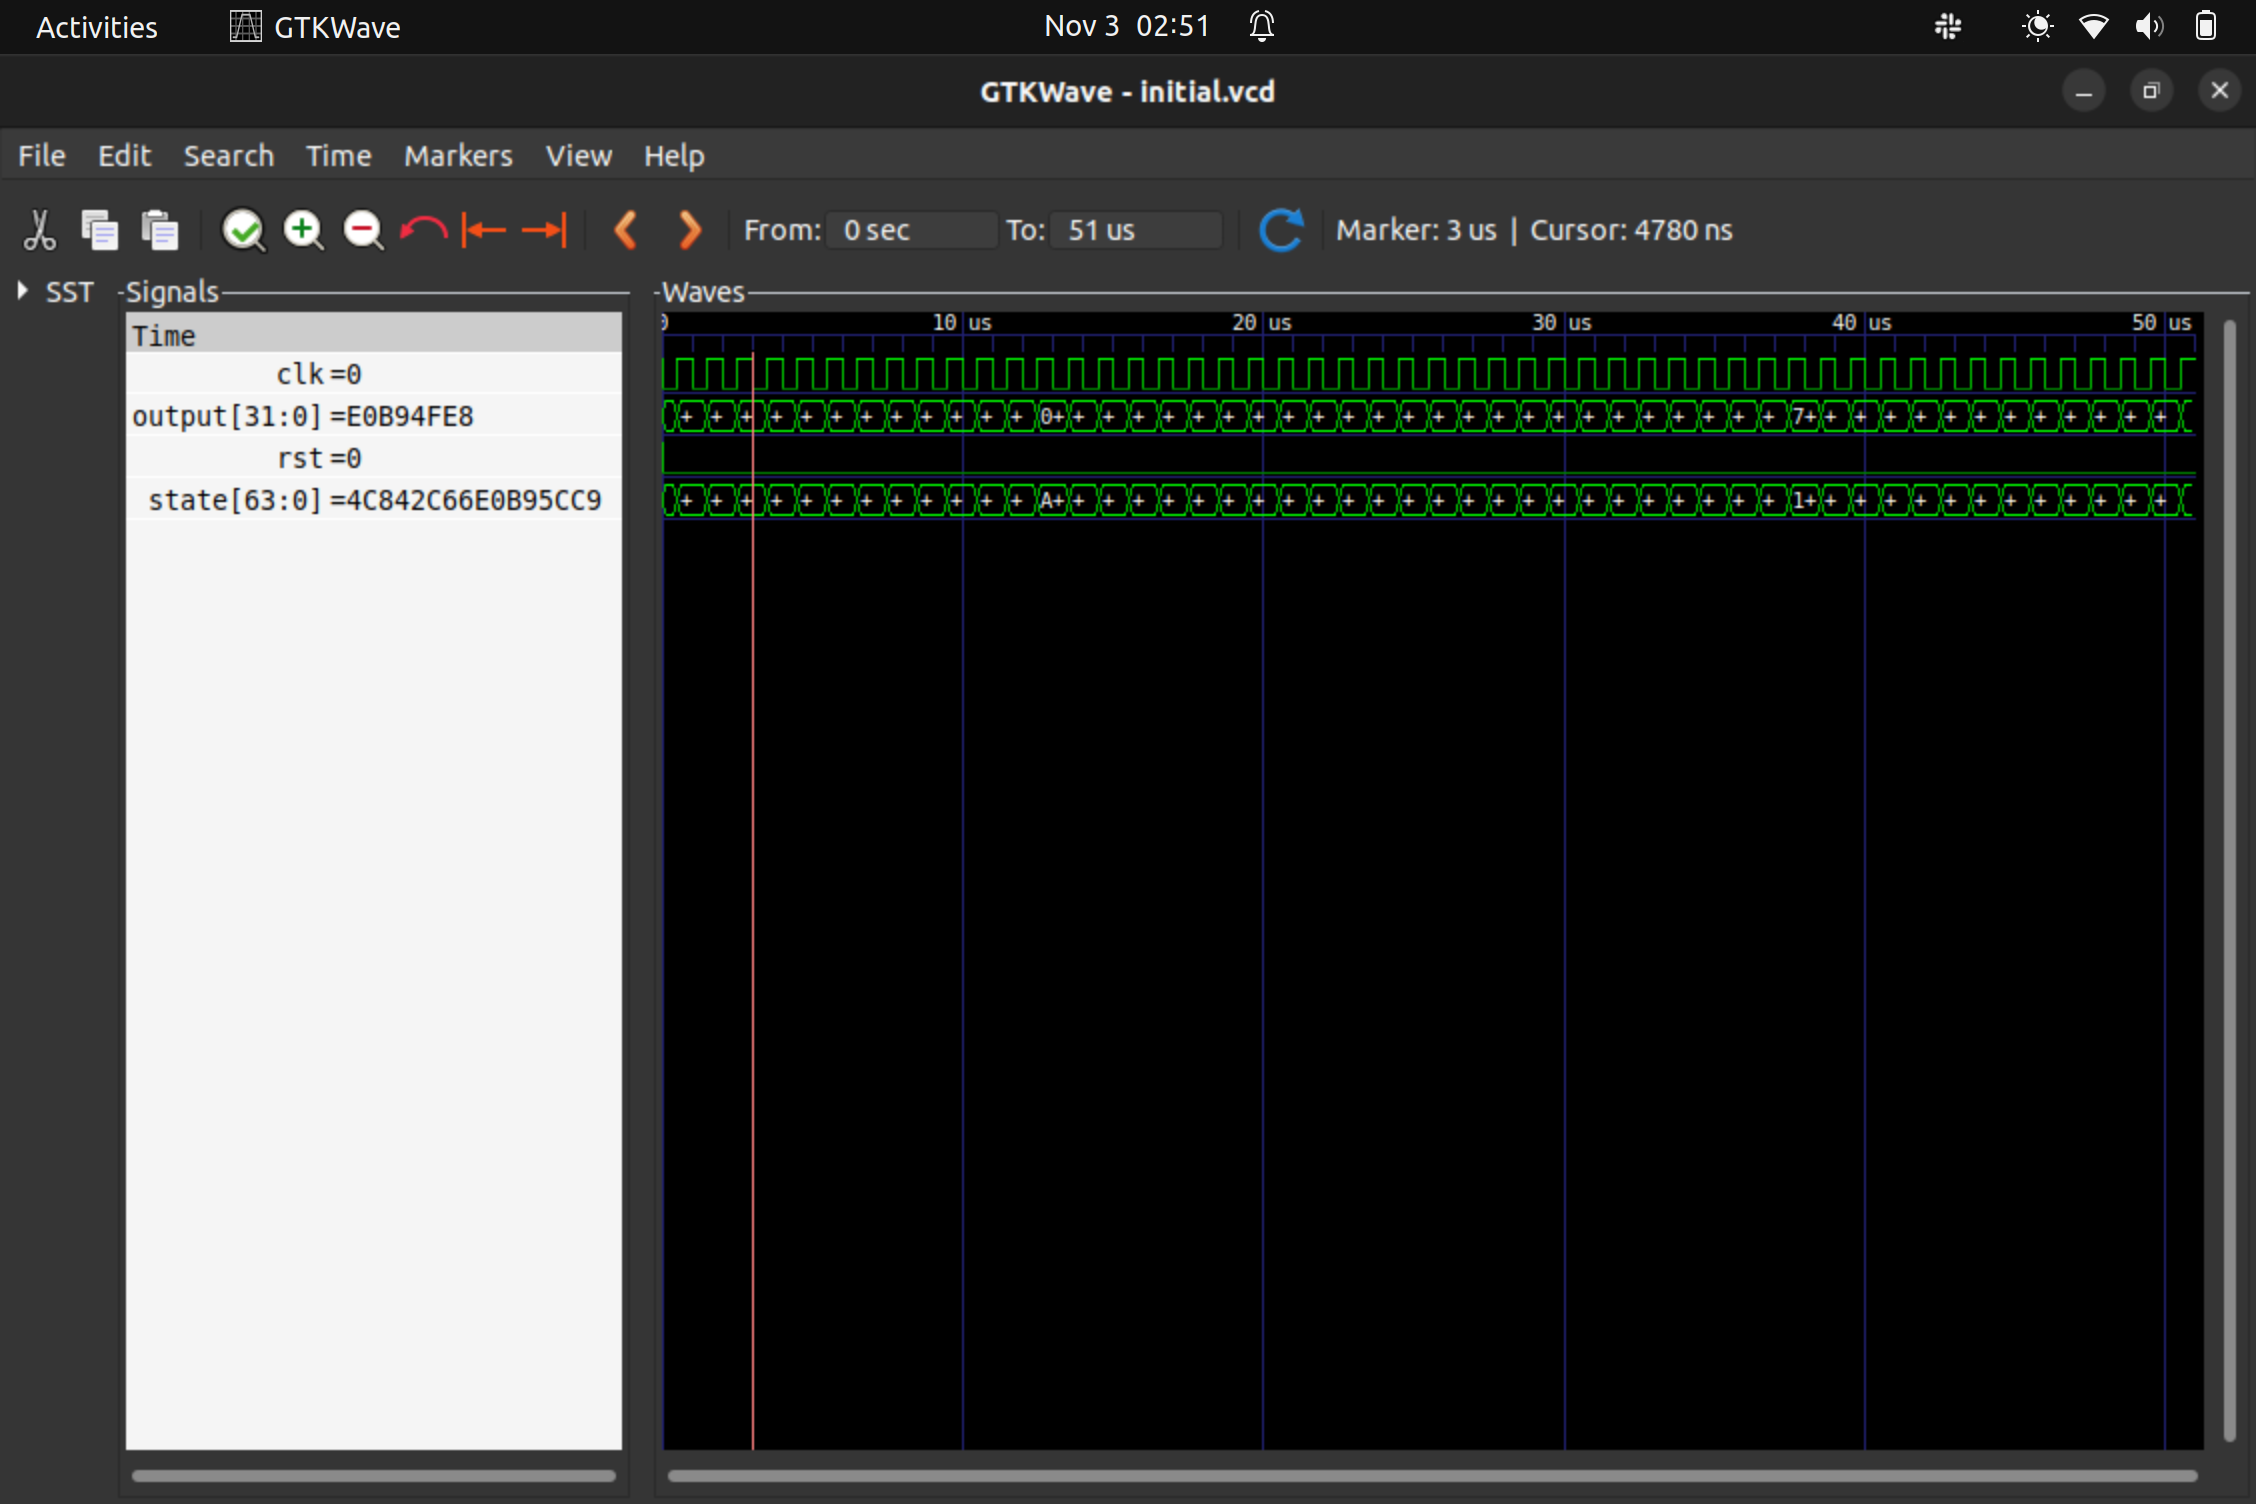 Activities GTKWave Nov 3 02:51
GTKWave - initial.vcd
File Edit Search Time Markers View Help
From: 0 sec To: 51 us Marker: 3 us | Cursor: 4780 ns
SST Signals Waves
0 10 us 20 us 30 us 40 us 50 us
Time
clk =0
output[31:0] =E0B94FE8 + + + + + + + + + + + + 0+ + + + + + + + + + + + + + + + + + + + + + + + + 7+ + + + + + + + + + + + +
rst =0
state[63:0] =4C842C66E0B95CC9 + + + + + + + + + + + + A+ + + + + + + + + + + + + + + + + + + + + + + + + 1+ + + + + + + + + + + + +